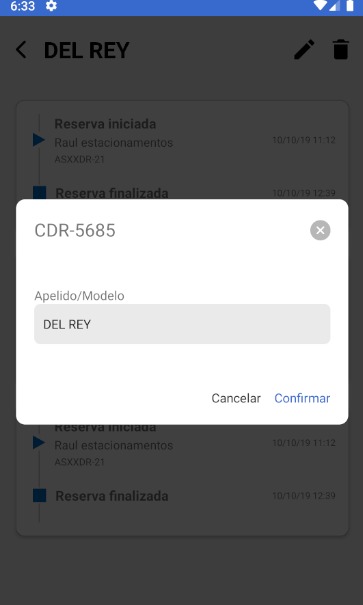 6:33
DEL REY
Reserva iniciada
Raul estacionamentos
10/10/19 11:12
ASXXDR-21
Reserva finalizada
10/10/19 12:39
CDR-5685
Apelido/Modelo
DEL REY
Cancelar
Confirmar
Reserva iniciada
Raul estacionamentos
10/10/19 11:12
ASXXDR-21
Reserva finalizada
10/10/19 12:39